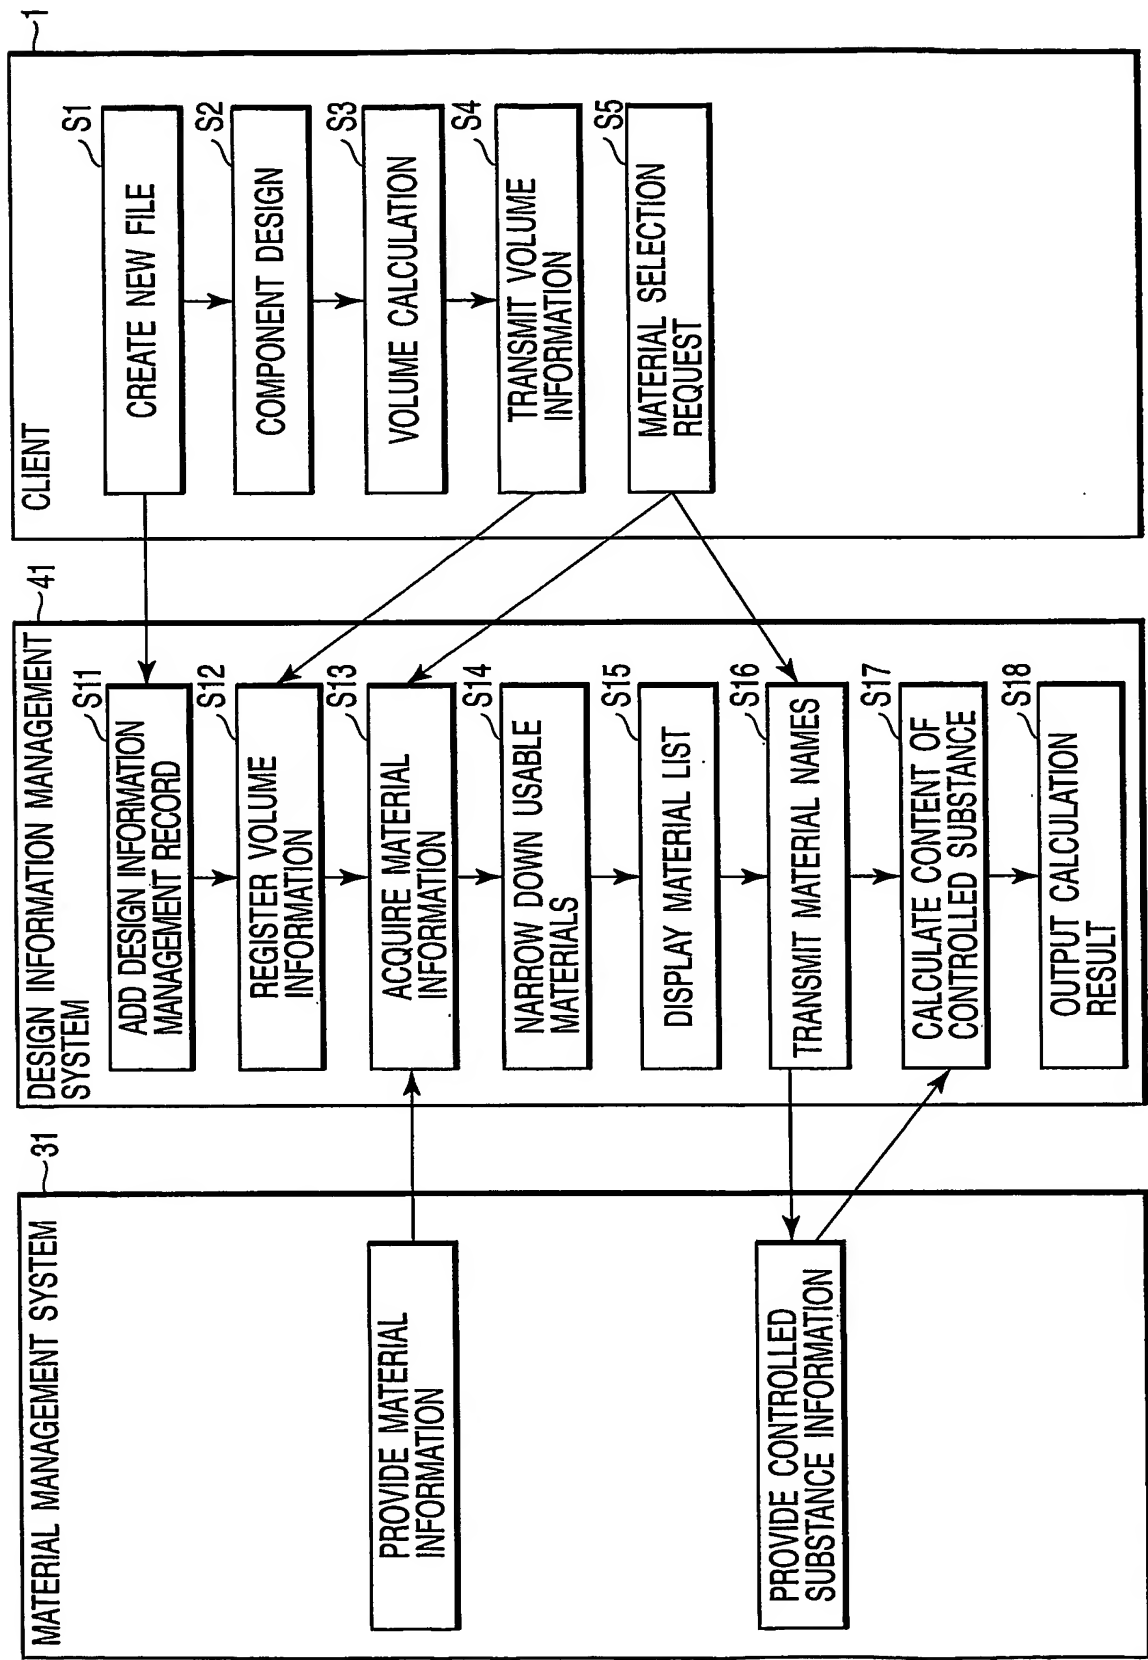 MATERIAL MANAGEMENT SYSTEM
31
PROVIDE MATERIAL
INFORMATION
PROVIDE CONTROLLED
SUBSTANCE INFORMATION
DESIGN INFORMATION MANAGEMENT
SYSTEM
41
S11
ADD DESIGN INFORMATION
MANAGEMENT RECORD
S12
REGISTER VOLUME
INFORMATION
S13
ACQUIRE MATERIAL
INFORMATION
S14
NARROW DOWN USABLE
MATERIALS
S15
DISPLAY MATERIAL LIST
S16
TRANSMIT MATERIAL NAMES
S17
CALCULATE CONTENT OF
CONTROLLED SUBSTANCE
S18
OUTPUT CALCULATION
RESULT
CLIENT
1
S1
CREATE NEW FILE
S2
COMPONENT DESIGN
S3
VOLUME CALCULATION
S4
TRANSMIT VOLUME
INFORMATION
S5
MATERIAL SELECTION
REQUEST